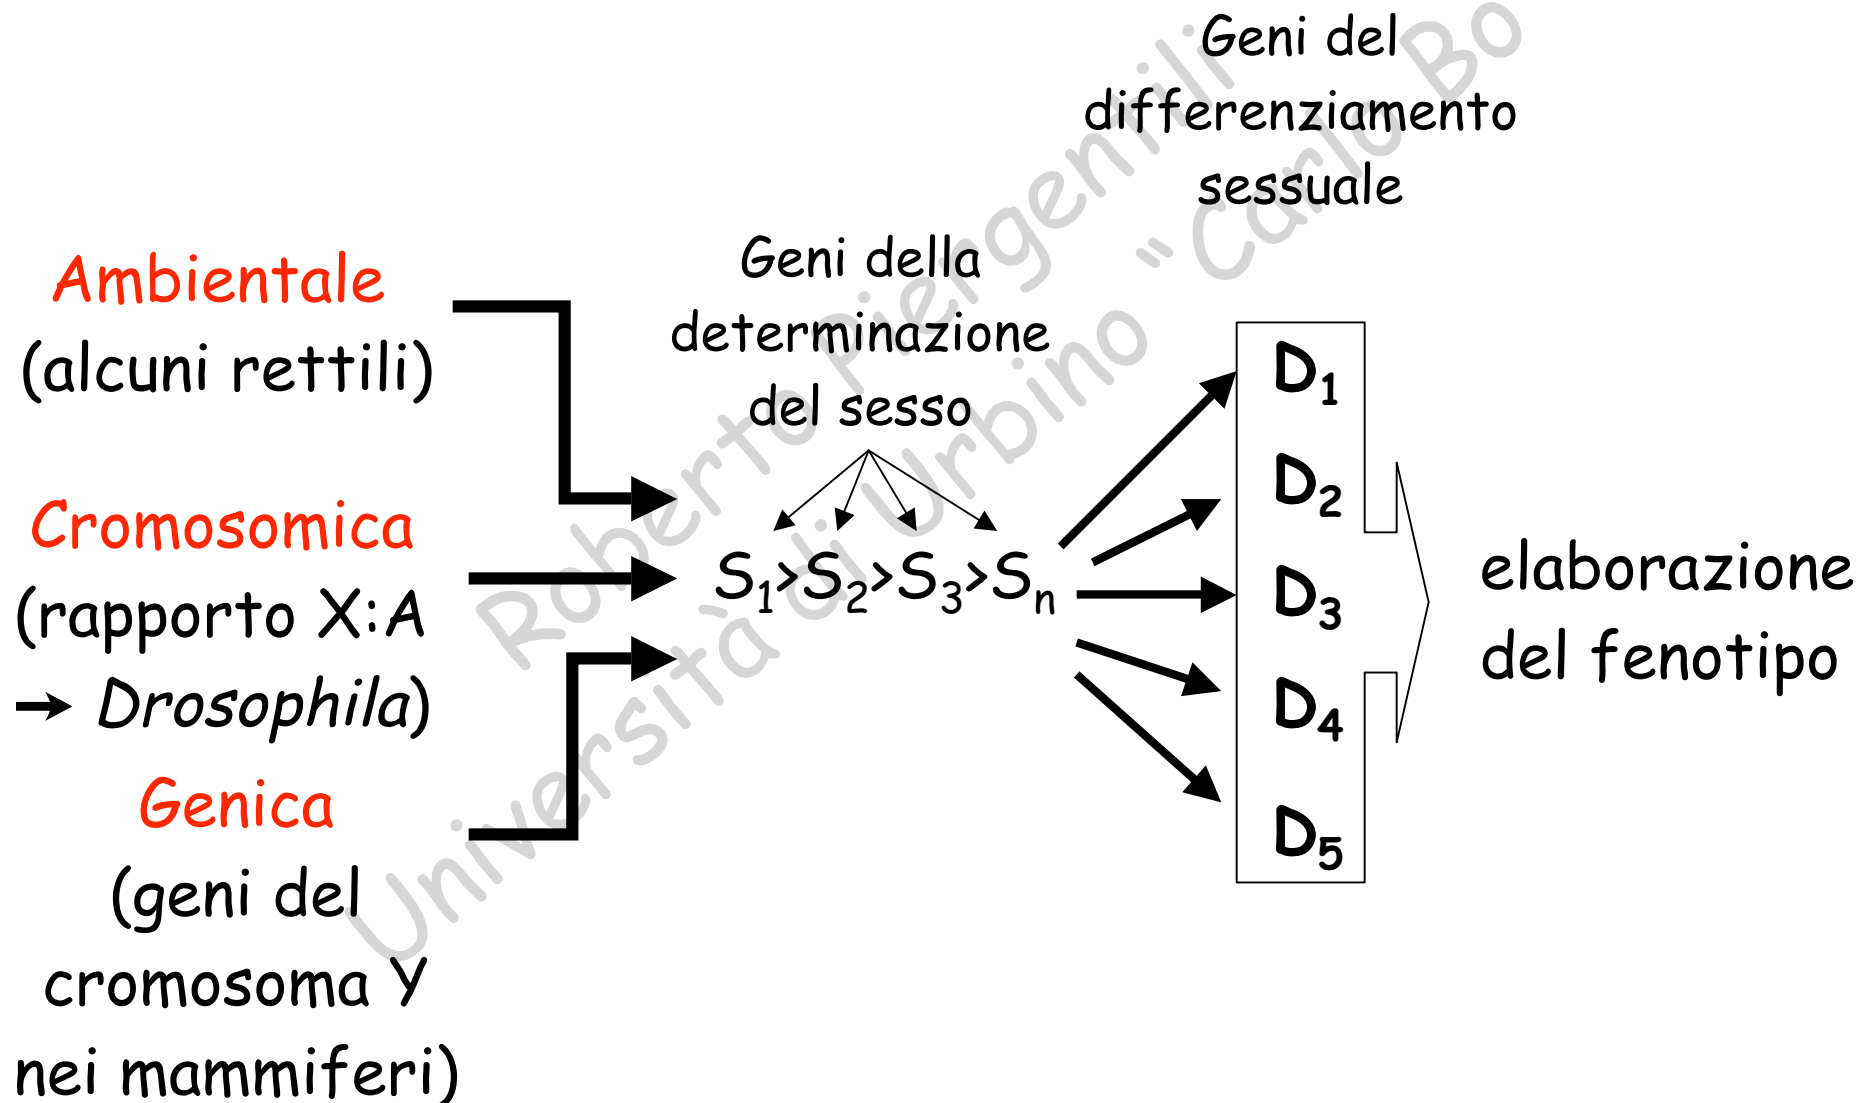 Geni del
differenziamento
sessuale
Geni della
determinazione
del sesso
Ambientale
(alcuni rettili)
Cromosomica
(rapporto X:A
→ Drosophila)
Genica
(geni del
cromosoma Y
nei mammiferi)
S₁>S₂>S₃>Sₙ
D₁
D₂
D₃
D₄
D₅
elaborazione
del fenotipo
Roberto Piergentili
Università di Urbino “Carlo Bo